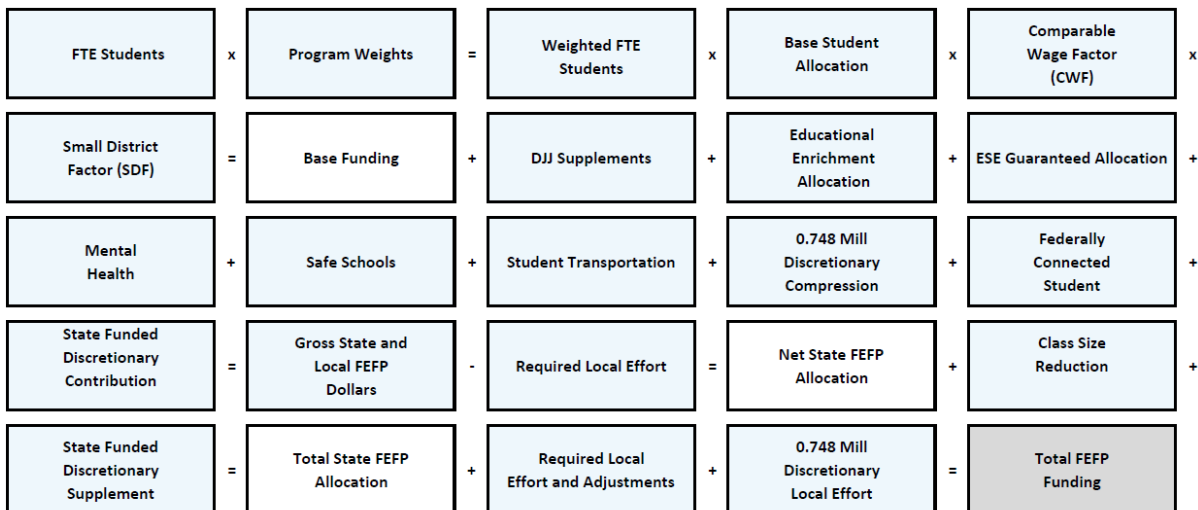 FTE Students x Program Weights = Weighted FTE Students x Base Student Allocation x Comparable Wage Factor (CWF) x
Small District Factor (SDF) = Base Funding + DJJ Supplements + Educational Enrichment Allocation + ESE Guaranteed Allocation +
Mental Health + Safe Schools + Student Transportation + 0.748 Mill Discretionary Compression + Federally Connected Student +
State Funded Discretionary Contribution = Gross State and Local FEFP Dollars - Required Local Effort = Net State FEFP Allocation + Class Size Reduction +
State Funded Discretionary Supplement = Total State FEFP Allocation + Required Local Effort and Adjustments + 0.748 Mill Discretionary Local Effort = Total FEFP Funding